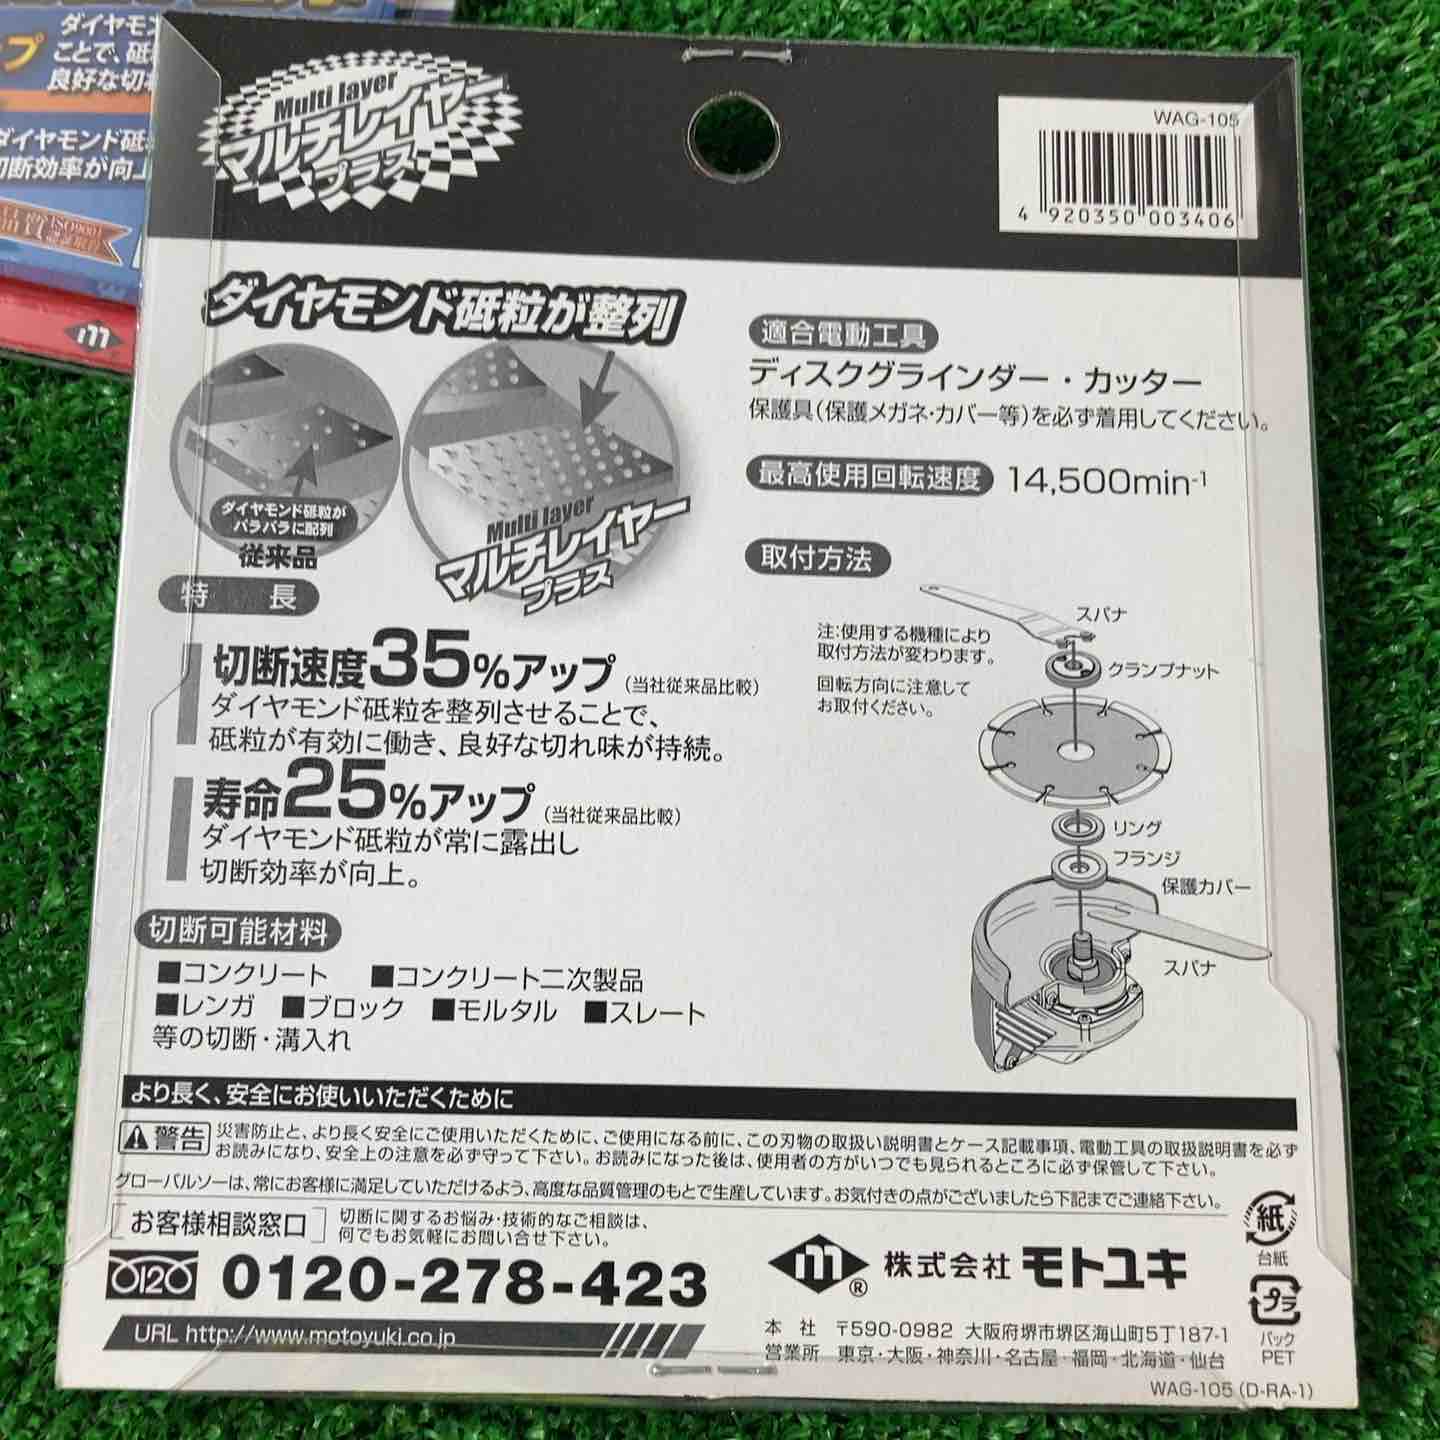 ダイヤモン
ことで、砥
良好な切れ
ダイヤモンド砥
切断効率が向上
Multi layer
マルチレイヤー
プラス
WAG-105
4 920350 003406
ダイヤモンド砥粒が整列
ダイヤモンド砥粒が
バラバラに配列
従来品
Multi layer
マルチレイヤー
プラス
特 長
切断速度35%アップ(当社従来品比較)
ダイヤモンド砥粒を整列させることで、
砥粒が有効に働き、良好な切れ味が持続。
寿命25%アップ(当社従来品比較)
ダイヤモンド砥粒が常に露出し
切断効率が向上。
切断可能材料
■コンクリート ■コンクリート二次製品
■レンガ ■ブロック ■モルタル ■スレート
等の切断・溝入れ
適合電動工具
ディスクグラインダー・カッター
保護具(保護メガネ・カバー等)を必ず着用してください。
最高使用回転速度 14,500min-1
取付方法
注:使用する機種により
取付方法が変わります。
回転方向に注意して
お取付ください。
スパナ
クランプナット
リング
フランジ
保護カバー
スパナ
より長く、安全にお使いいただくために
警告 災害防止と、より長く安全にご使用いただくために、ご使用になる前に、この刃物の取扱い説明書とケース記載事項、電動工具の取扱説明書を必ず
お読みになり、安全上の注意を必ず守って下さい。お読みになった後は、使用者の方がいつでも見られるところに必ず保管して下さい。
グローバルソーは、常にお客様に満足していただけるよう、高度な品質管理のもとで生産しています。お気付きの点がございましたら下記までご連絡下さい。
お客様相談窓口 切断に関するお悩み・技術的なご相談は、
何でもお気軽にお問い合せ下さい。
0120-278-423
URL http://www.motoyuki.co.jp
m ® 株式会社 モトユキ
本 社 〒590-0982 大阪府堺市堺区海山町5丁187-1
営業所 東京・大阪・神奈川・名古屋・福岡・北海道・仙台
紙
台紙
プラ
パック
PET
WAG-105 (D-RA-1)